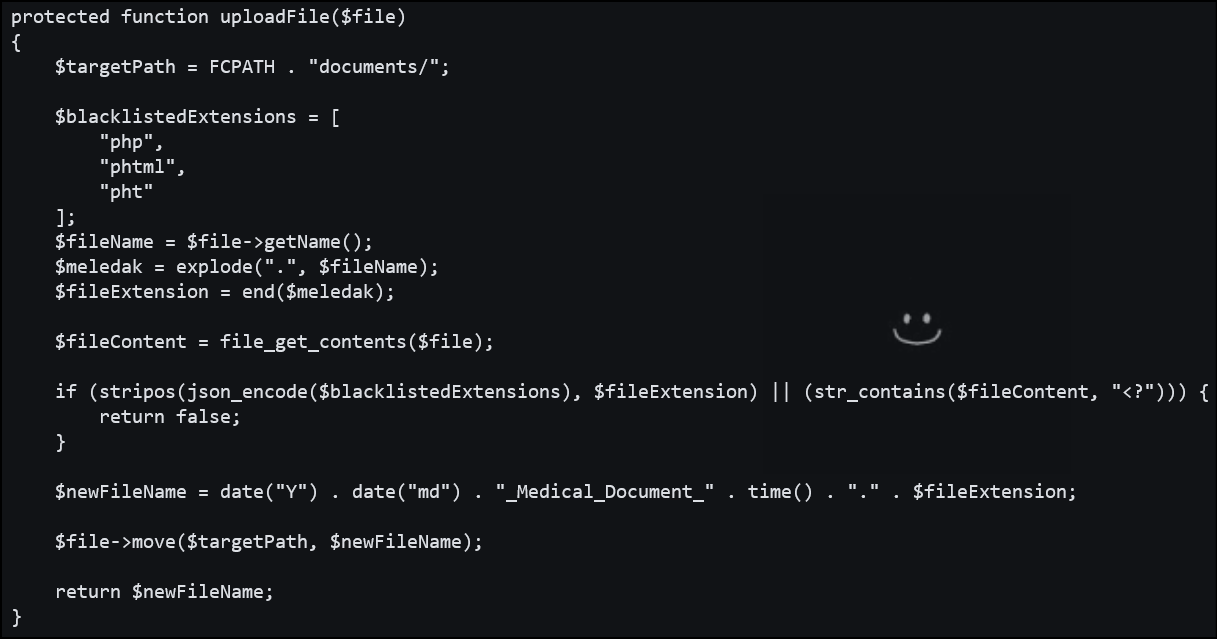 protected function uploadFile($file)
{
    $targetPath = FCPATH . "documents/";

    $blacklistedExtensions = [
        "php",
        "phtml",
        "pht"
    ];
    $fileName = $file->getName();
    $meledak = explode(".", $fileName);
    $fileExtension = end($meledak);

    $fileContent = file_get_contents($file);

    if (stripos(json_encode($blacklistedExtensions), $fileExtension) || (str_contains($fileContent, "<?"))) {
        return false;
    }

    $newFileName = date("Y") . date("md") . "_Medical_Document_" . time() . "." . $fileExtension;

    $file->move($targetPath, $newFileName);

    return $newFileName;
}